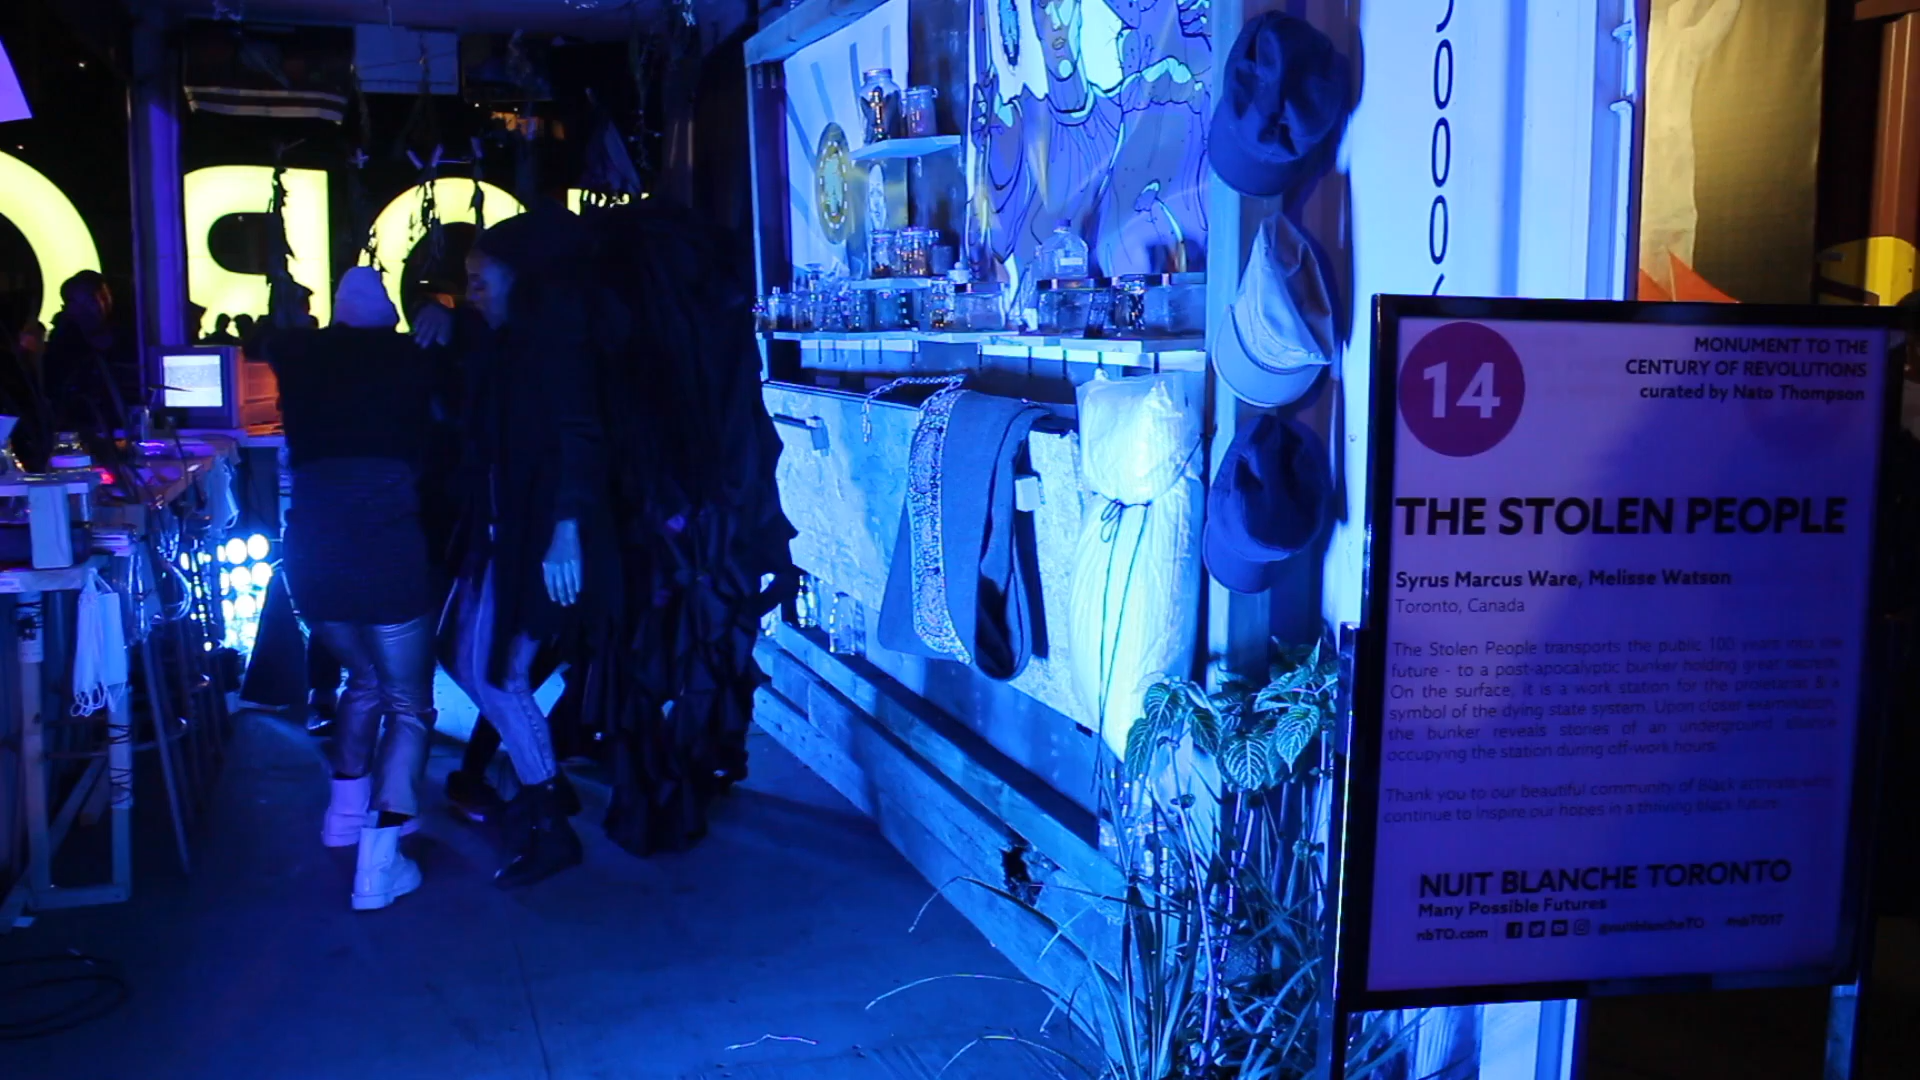 14
MONUMENT TO THE
CENTURY OF REVOLUTIONS
curated by Nato Thompson
THE STOLEN PEOPLE
Syrus Marcus Ware, Melisse Watson
Toronto, Canada
The Stolen People transports the public 100 years into the
future - to a post-apocalyptic bunker holding great secrets.
On the surface, it is a work station for the proletariat & a
symbol of the dying state system. Upon closer examination,
the bunker reveals stories of an underground alliance
occupying the station during off-work hours.
Thank you to our beautiful community of Black activists who
continue to inspire our hopes in a thriving black future.
NUIT BLANCHE TORONTO
Many Possible Futures
nbTO.com @nuitblancheTO #nbTO17